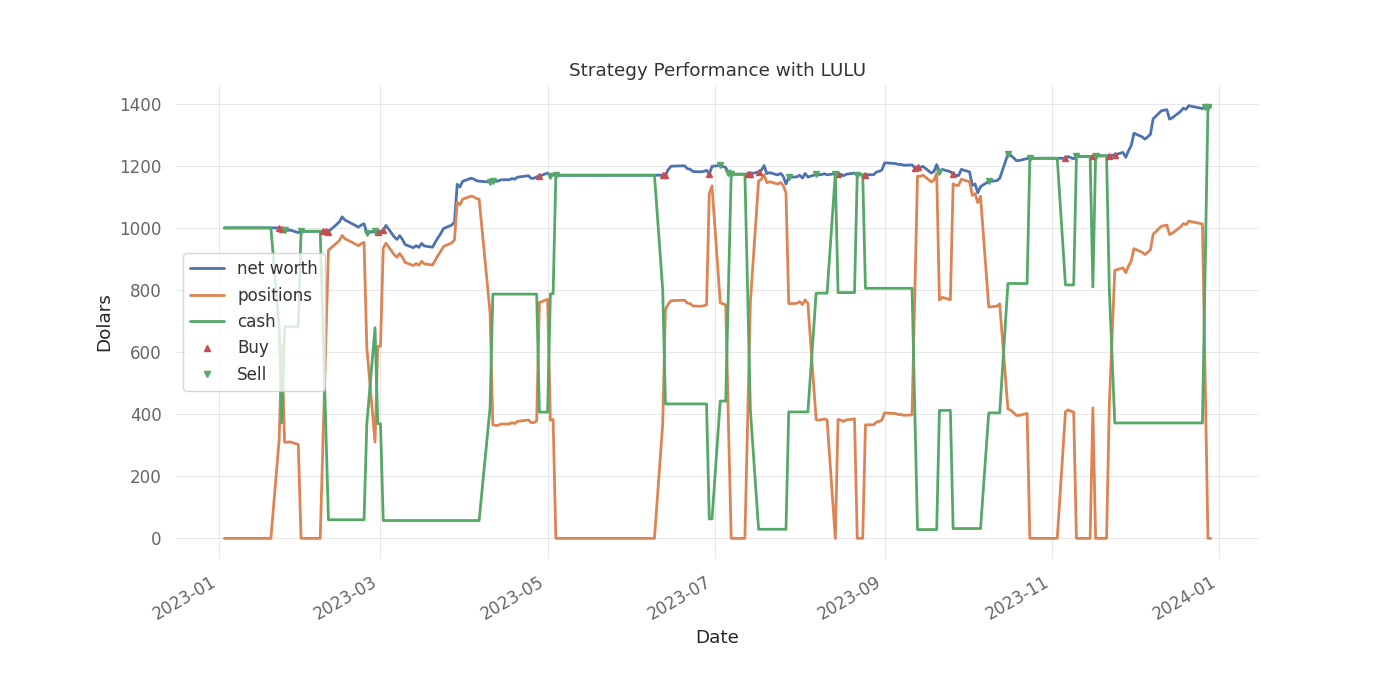 Strategy Performance with LULU
1400
1200
1000
800
600
400
200
0
Dolars
net worth
positions
cash
Buy
Sell
2023-01
2023-03
2023-05
2023-07
2023-09
2023-11
2024-01
Date